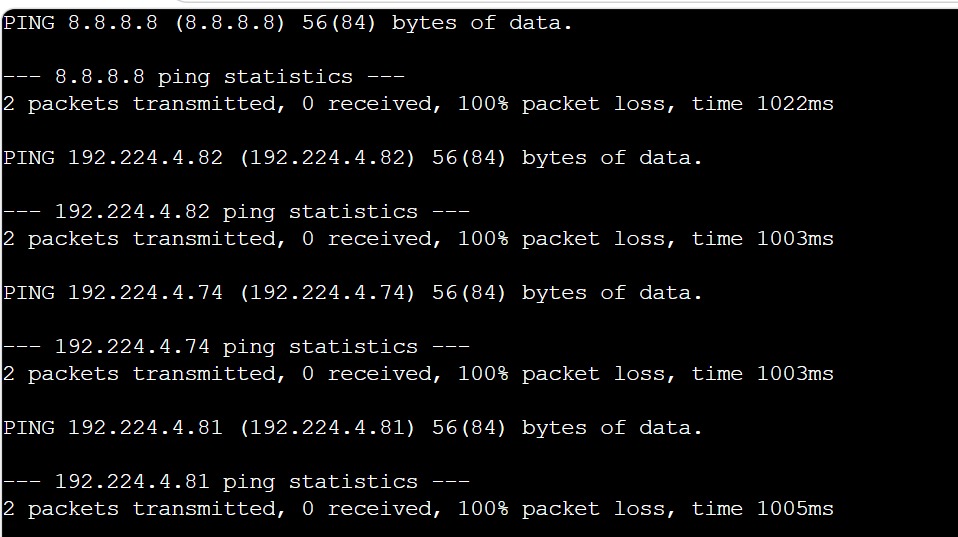 PING 8.8.8.8 (8.8.8.8) 56(84) bytes of data.
--- 8.8.8.8 ping statistics ---
2 packets transmitted, 0 received, 100% packet loss, time 1022ms
PING 192.224.4.82 (192.224.4.82) 56(84) bytes of data.
--- 192.224.4.82 ping statistics ---
2 packets transmitted, 0 received, 100% packet loss, time 1003ms
PING 192.224.4.74 (192.224.4.74) 56(84) bytes of data.
--- 192.224.4.74 ping statistics ---
2 packets transmitted, 0 received, 100% packet loss, time 1003ms
PING 192.224.4.81 (192.224.4.81) 56(84) bytes of data.
--- 192.224.4.81 ping statistics ---
2 packets transmitted, 0 received, 100% packet loss, time 1005ms